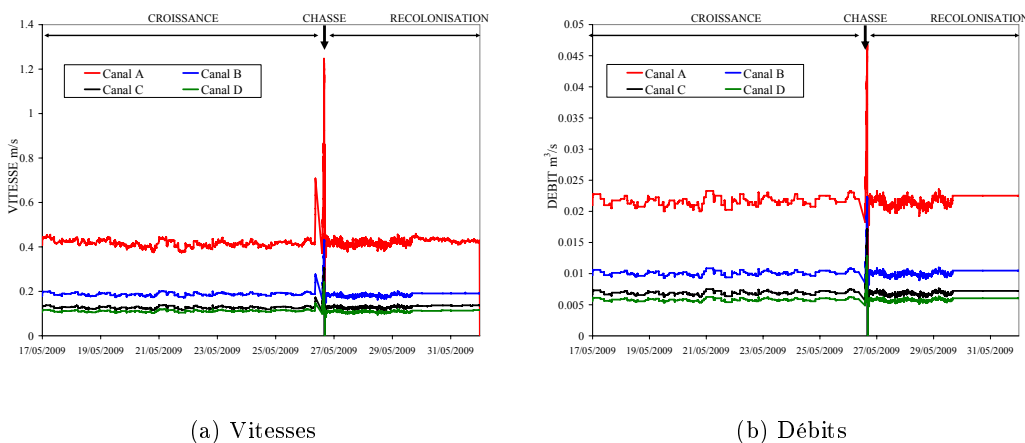 CROISSANCE CHASSE RECOLONISATION
1.4
1.2
1
0.8
0.6
0.4
0.2
0
VITESSE m/s
Canal A Canal B
Canal C Canal D
17/05/2009 19/05/2009 21/05/2009 23/05/2009 25/05/2009 27/05/2009 29/05/2009 31/05/2009
(a) Vitesses
CROISSANCE CHASSE RECOLONISATION
0.05
0.045
0.04
0.035
0.03
0.025
0.02
0.015
0.01
0.005
0
DEBIT m³/s
Canal A Canal B
Canal C Canal D
17/05/2009 19/05/2009 21/05/2009 23/05/2009 25/05/2009 27/05/2009 29/05/2009 31/05/2009
(b) Débits